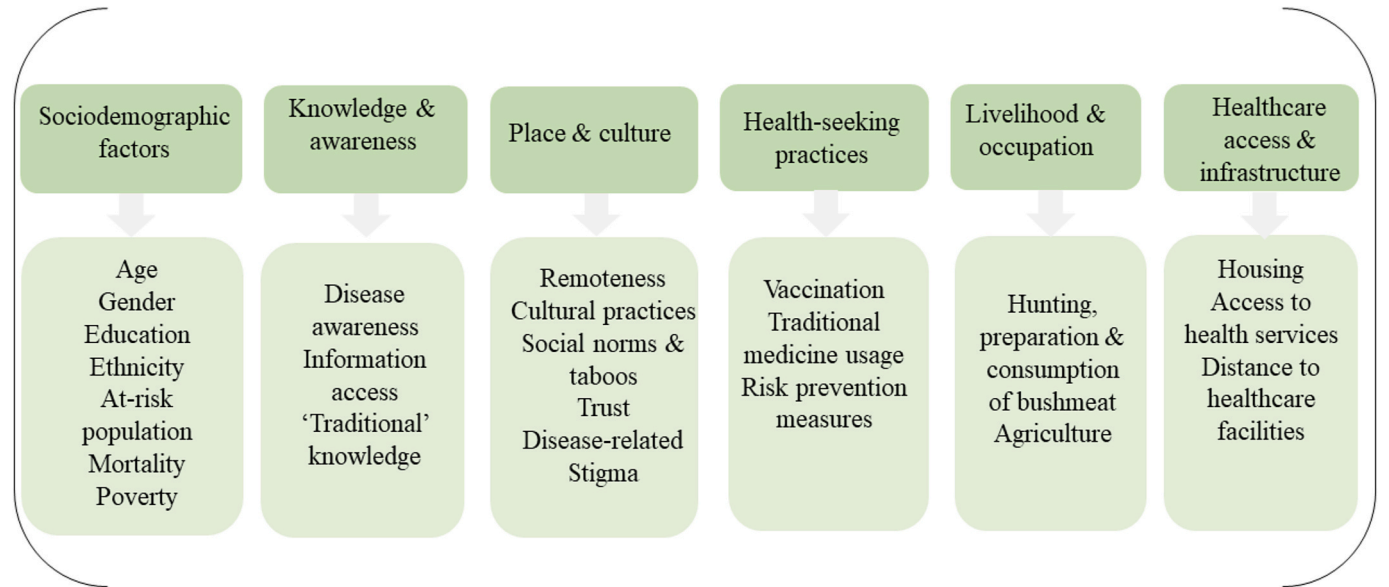 Sociodemographic
factors
Knowledge &
awareness
Place & culture
Health-seeking
practices
Livelihood &
occupation
Healthcare
access &
infrastructure
Age
Gender
Education
Ethnicity
At-risk
population
Mortality
Poverty
Disease
awareness
Information
access
‘Traditional’
knowledge
Remoteness
Cultural practices
Social norms &
taboos
Trust
Disease-related
Stigma
Vaccination
Traditional
medicine usage
Risk prevention
measures
Hunting,
preparation &
consumption
of bushmeat
Agriculture
Housing
Access to
health services
Distance to
healthcare
facilities